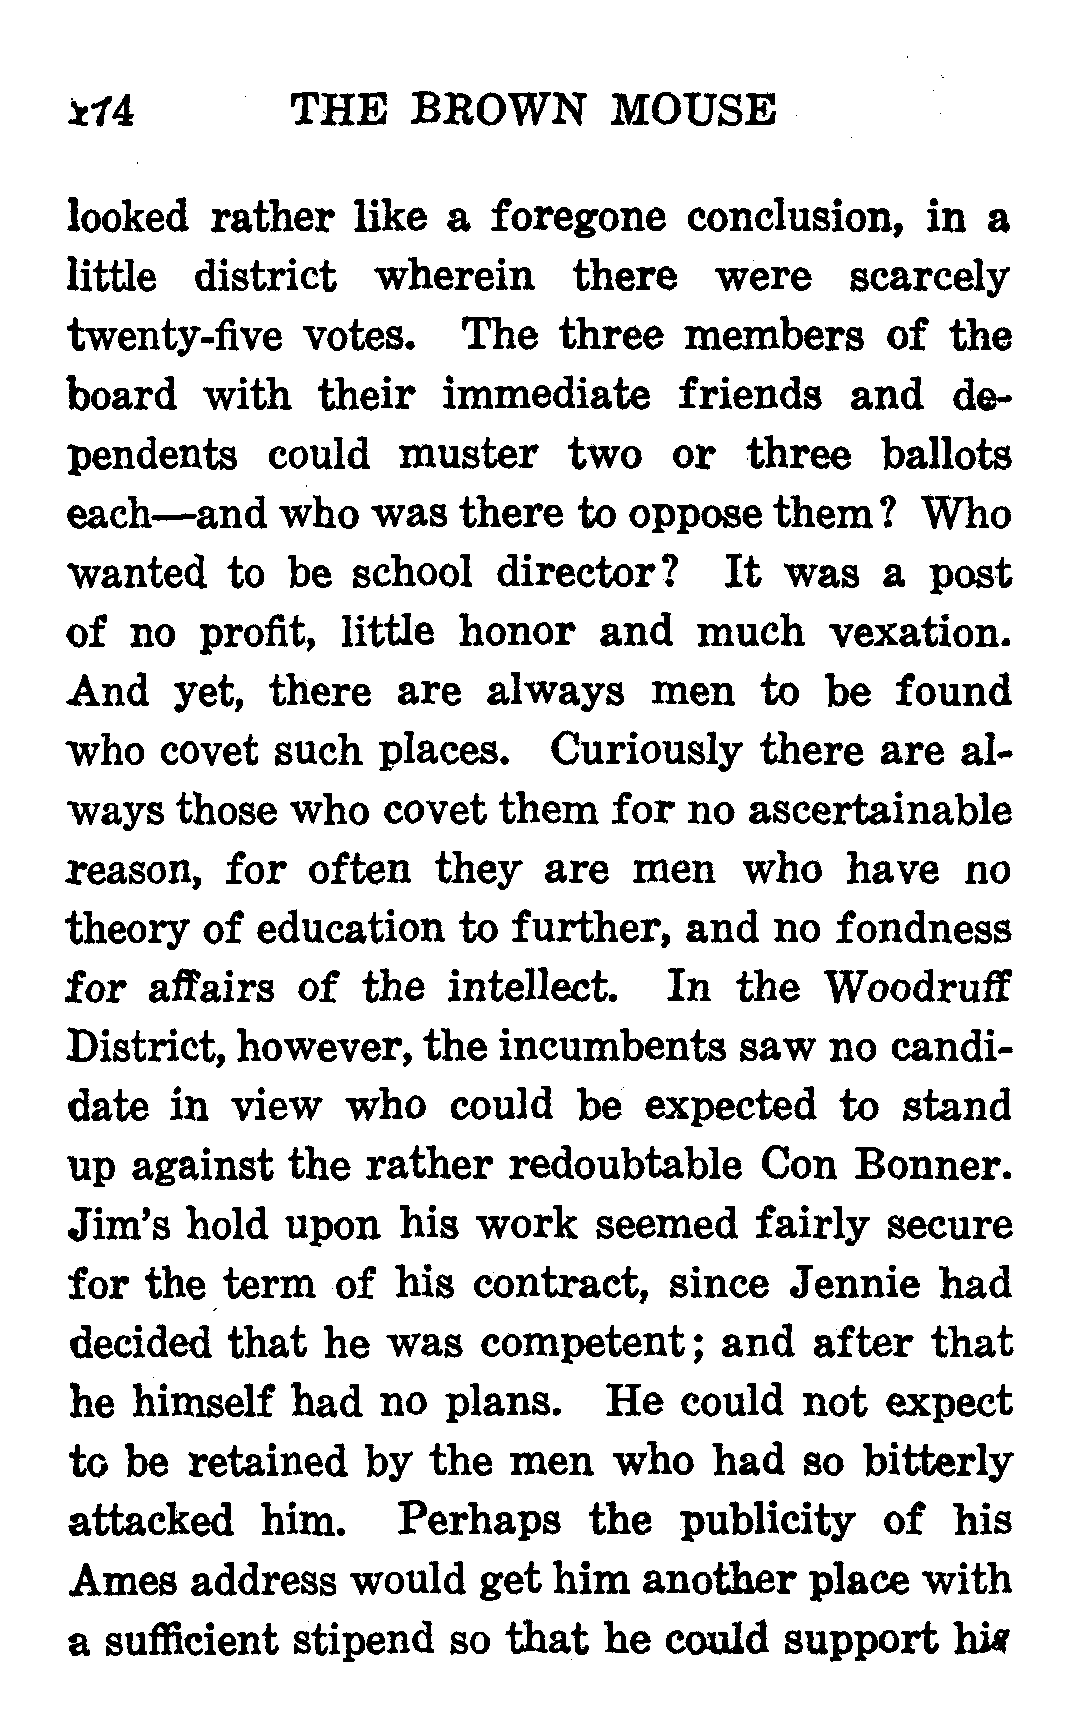 174 THE BROWN MOUSE
looked rather like a foregone conclusion, in a
little district wherein there were scarcely
twenty-five votes. The three members of the
board with their immediate friends and de-
pendents could muster two or three ballots
each—and who was there to oppose them? Who
wanted to be school director? It was a post
of no profit, little honor and much vexation.
And yet, there are always men to be found
who covet such places. Curiously there are al-
ways those who covet them for no ascertainable
reason, for often they are men who have no
theory of education to further, and no fondness
for affairs of the intellect. In the Woodruff
District, however, the incumbents saw no candi-
date in view who could be expected to stand
up against the rather redoubtable Con Bonner.
Jim's hold upon his work seemed fairly secure
for the term of his contract, since Jennie had
decided that he was competent; and after that
he himself had no plans. He could not expect
to be retained by the men who had so bitterly
attacked him. Perhaps the publicity of his
Ames address would get him another place with
a sufficient stipend so that he could support his